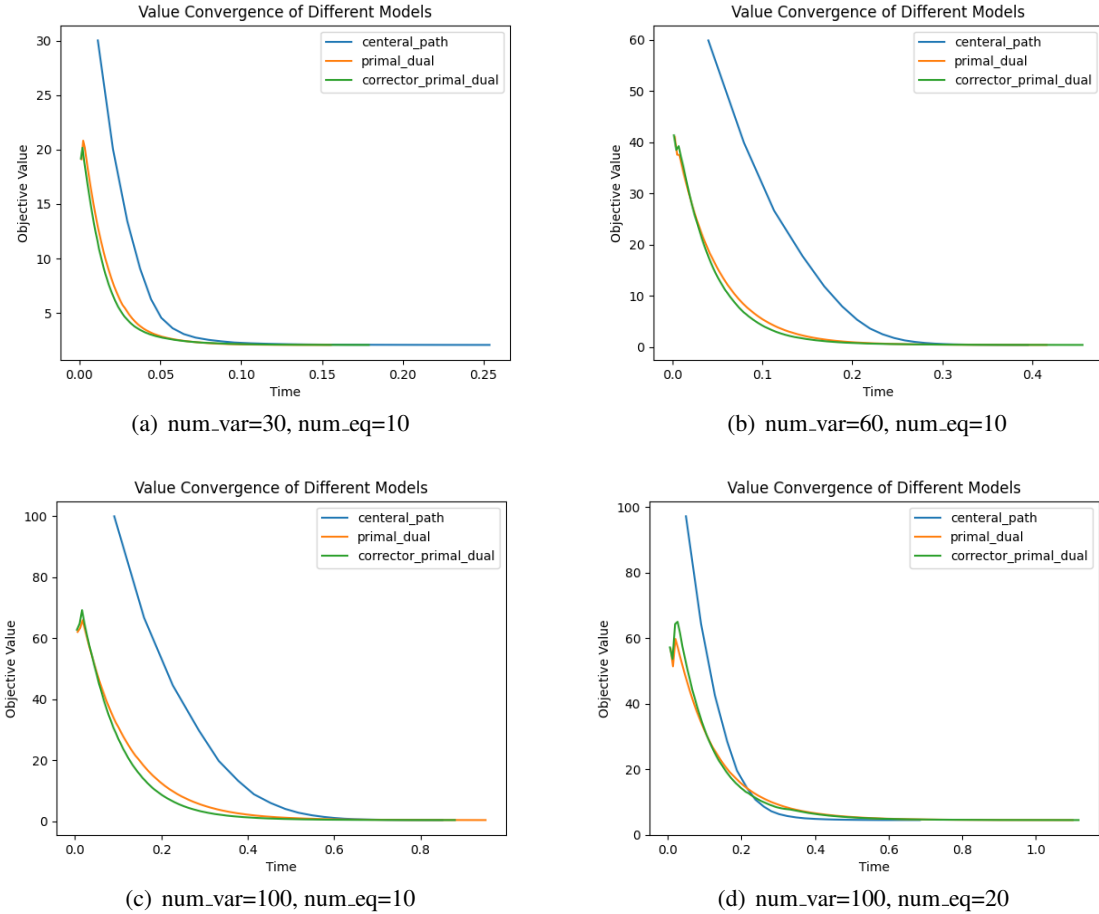 Value Convergence of Different Models
30
25
20
15
10
5
Objective Value
centeral_path
primal_dual
corrector_primal_dual
0.00
0.05
0.10
0.15
0.20
0.25
Time
(a) num_var=30, num_eq=10
Value Convergence of Different Models
60
50
40
30
20
10
0
Objective Value
centeral_path
primal_dual
corrector_primal_dual
0.0
0.1
0.2
0.3
0.4
Time
(b) num_var=60, num_eq=10
Value Convergence of Different Models
100
80
60
40
20
0
Objective Value
centeral_path
primal_dual
corrector_primal_dual
0.0
0.2
0.4
0.6
0.8
Time
(c) num_var=100, num_eq=10
Value Convergence of Different Models
100
80
60
40
20
0
Objective Value
centeral_path
primal_dual
corrector_primal_dual
0.0
0.2
0.4
0.6
0.8
1.0
Time
(d) num_var=100, num_eq=20